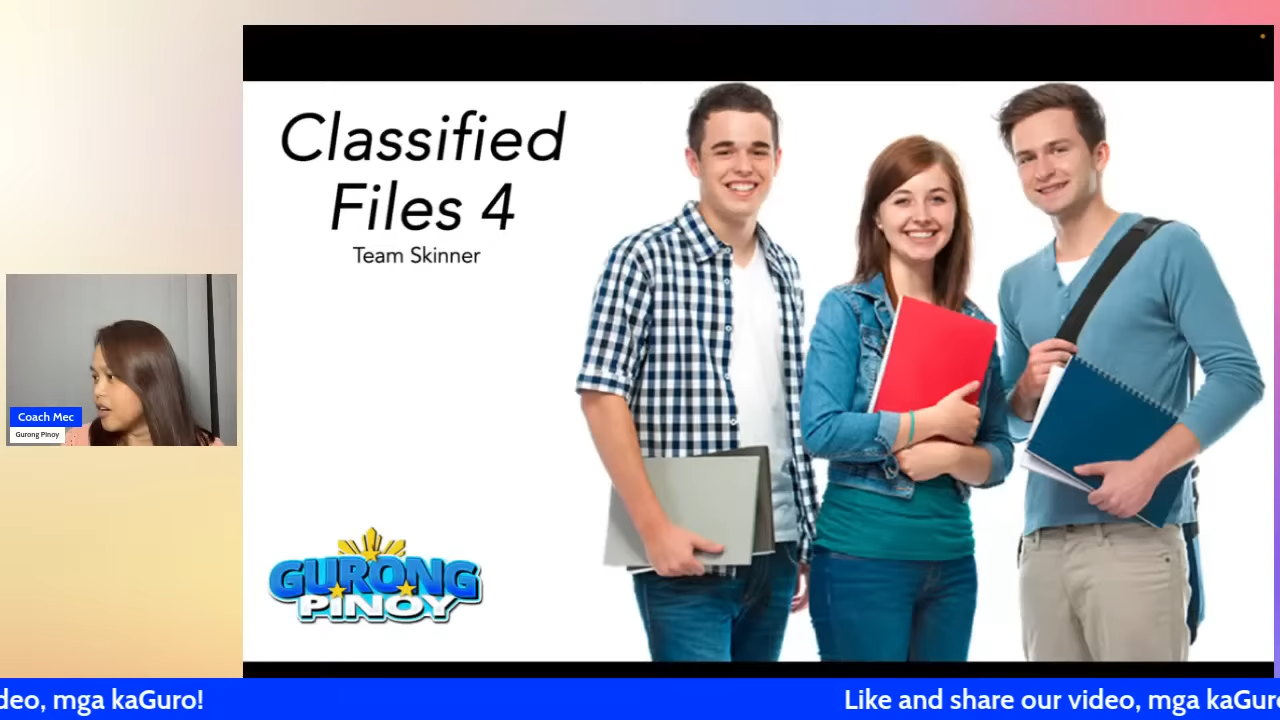 Classified
Files 4
Team Skinner
Coach Mec
Gurong Pinoy
GURONG
PINOY
deo, mga kaGuro!
Like and share our video, mga kaGuro